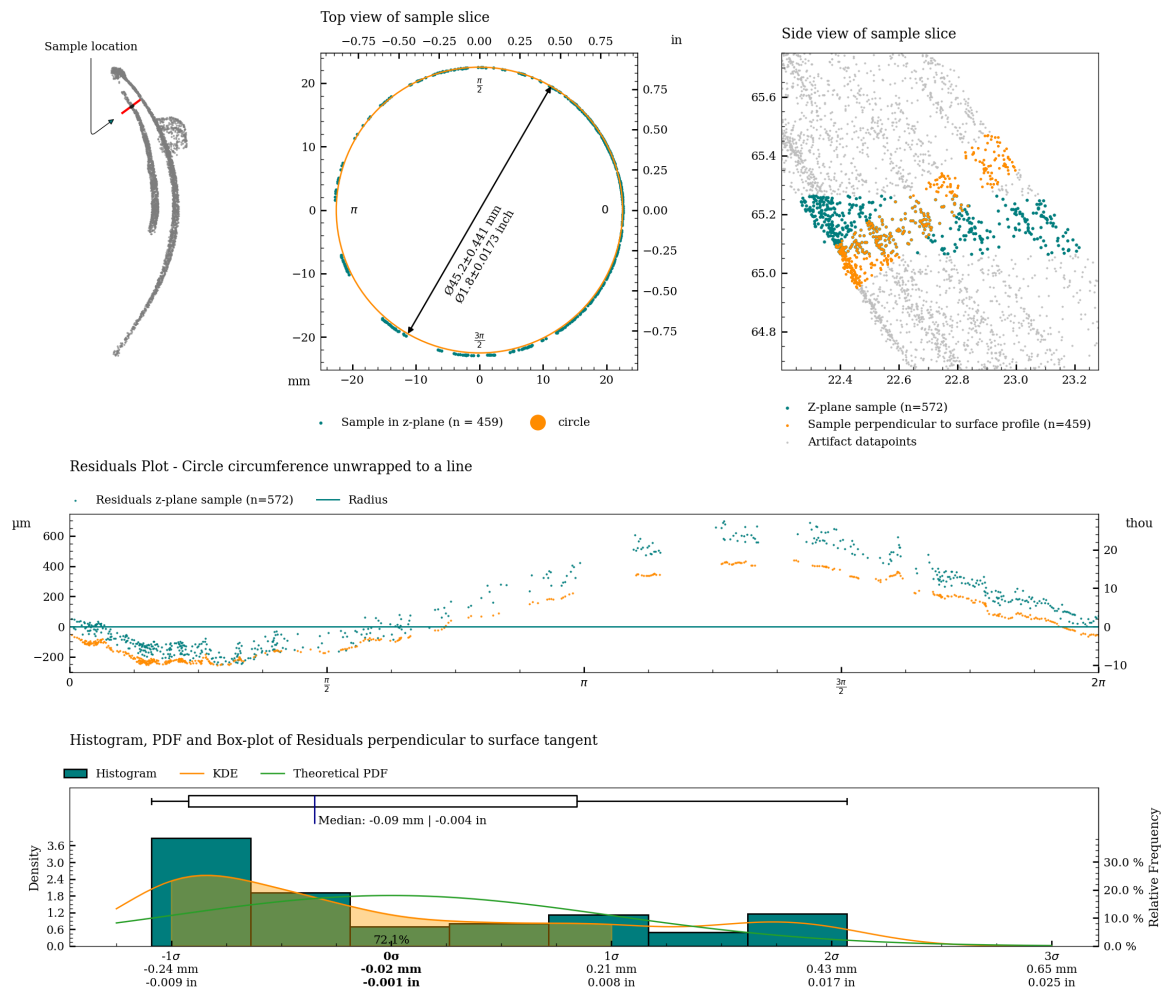 Sample location
Top view of sample slice
−0.75 −0.50 −0.25 0.00 0.25 0.50 0.75 in
20
10
0
−10
−20
0.75
0.50
0.25
0.00
−0.25
−0.50
−0.75
π/2
π
0
3π/2
Ø45.2±0.441 mm
Ø1.8±0.0173 inch
mm −20 −10 0 10 20
Sample in z-plane (n = 459) circle
Side view of sample slice
65.6
65.4
65.2
65.0
64.8
22.4 22.6 22.8 23.0 23.2
Z-plane sample (n=572)
Sample perpendicular to surface profile (n=459)
Artifact datapoints
Residuals Plot - Circle circumference unwrapped to a line
Residuals z-plane sample (n=572) Radius
µm
600
400
200
0
−200
thou
20
10
0
−10
0 π/2 π 3π/2 2π
Histogram, PDF and Box-plot of Residuals perpendicular to surface tangent
Histogram KDE Theoretical PDF
Median: -0.09 mm | -0.004 in
Density
3.6
3.0
2.4
1.8
1.2
0.6
0.0
72.1%
Relative Frequency
30.0 %
20.0 %
10.0 %
0.0 %
-1σ 0σ 1σ 2σ 3σ
-0.24 mm -0.02 mm 0.21 mm 0.43 mm 0.65 mm
-0.009 in -0.001 in 0.008 in 0.017 in 0.025 in